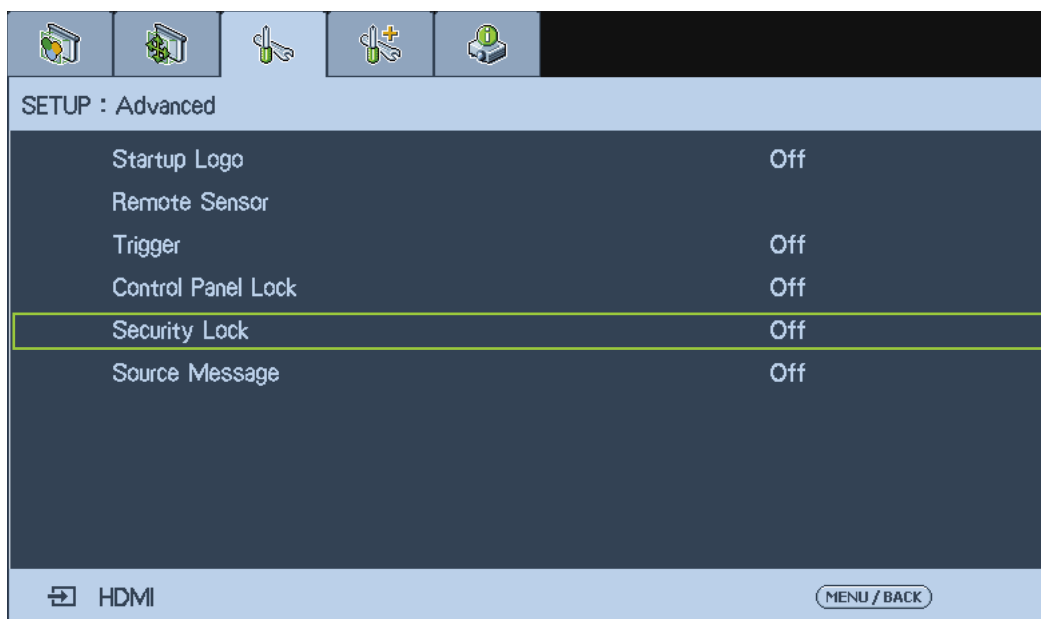 SETUP : Advanced
Startup Logo Off
Remote Sensor
Trigger Off
Control Panel Lock Off
Security Lock Off
Source Message Off
HDMI MENU / BACK